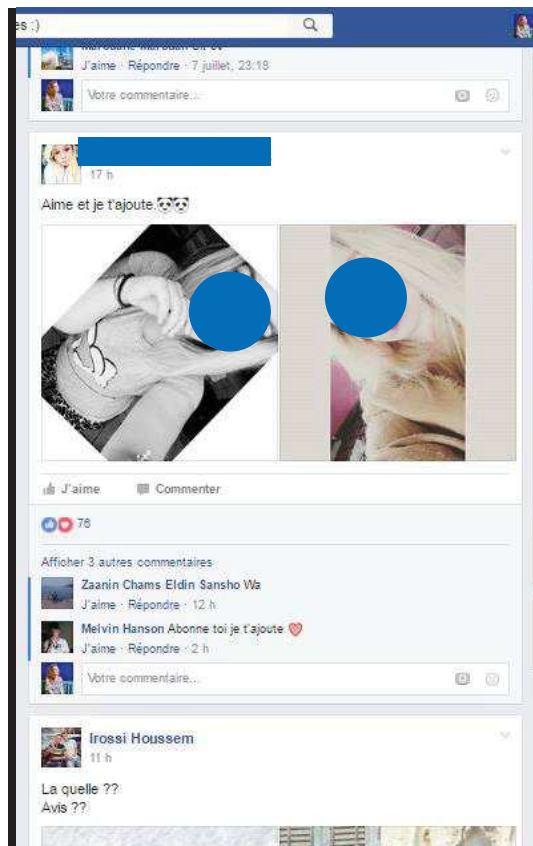 es :)
J'aime · Répondre · 7 juillet, 23:18
Votre commentaire...
17 h
Aime et je t'ajoute.
J'aime
Commenter
76
Afficher 3 autres commentaires
Zaanin Chams Eldin Sansho Wa
J'aime · Répondre · 12 h
Melvin Hanson Abonne toi je t'ajoute
J'aime · Répondre · 2 h
Votre commentaire...
Irossi Houssem
11 h
La quelle ??
Avis ??